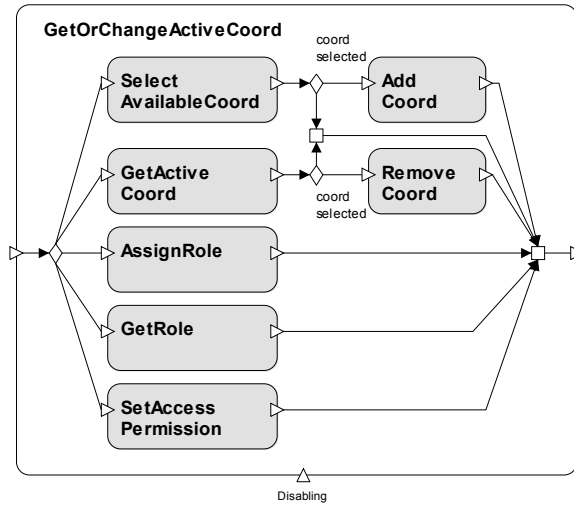 GetOrChangeActiveCoord
coord
selected
Select
AvailableCoord
Add
Coord
GetActive
Coord
Remove
Coord
coord
selected
AssignRole
GetRole
SetAccess
Permission
Disabling